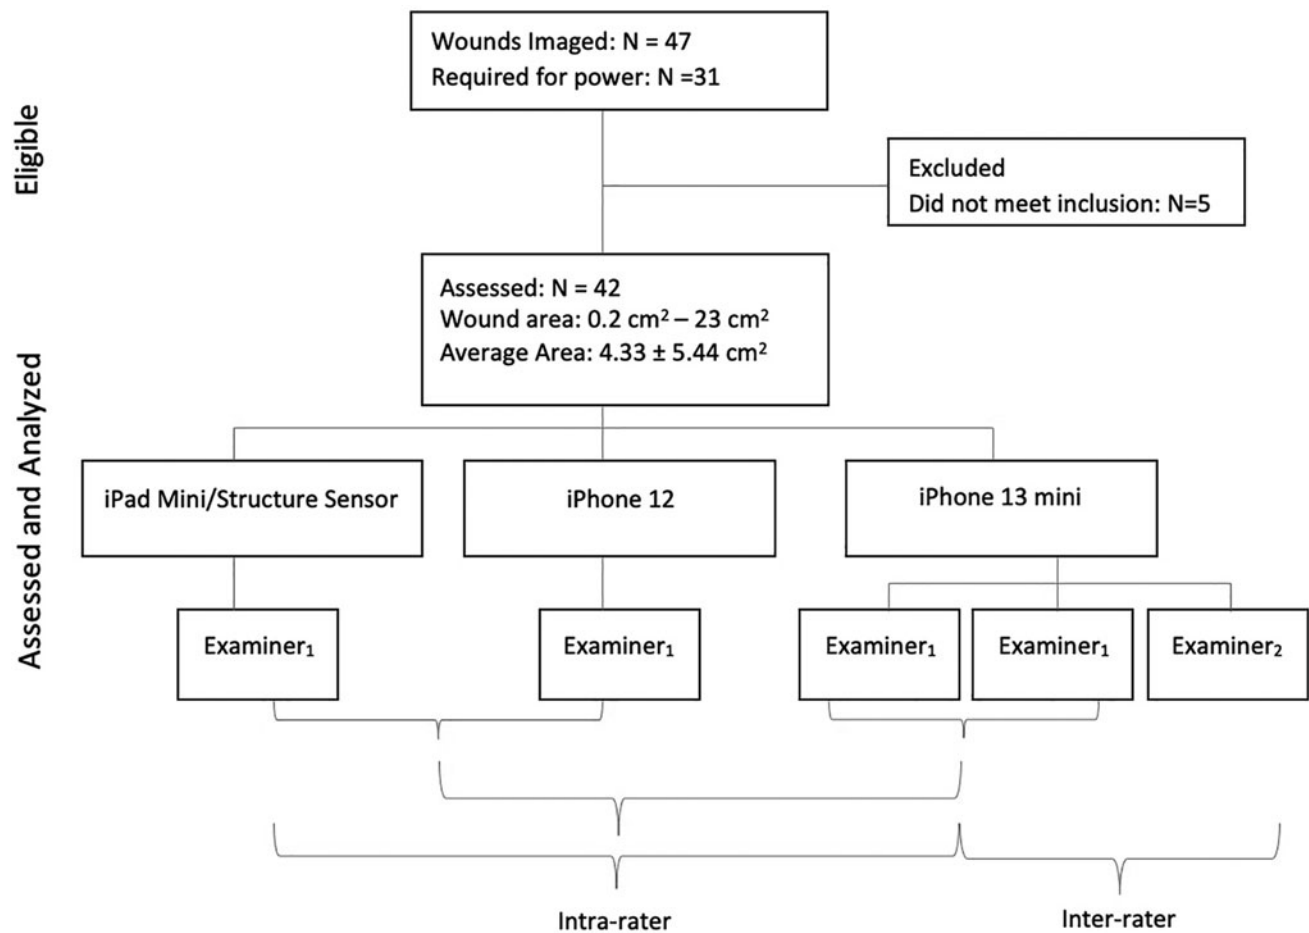 Eligible
Wounds Imaged: N = 47
Required for power: N =31
Excluded
Did not meet inclusion: N=5
Assessed and Analyzed
Assessed: N = 42
Wound area: 0.2 cm² – 23 cm²
Average Area: 4.33 ± 5.44 cm²
iPad Mini/Structure Sensor
iPhone 12
iPhone 13 mini
Examiner₁
Examiner₁
Examiner₁
Examiner₁
Examiner₂
Intra-rater
Inter-rater